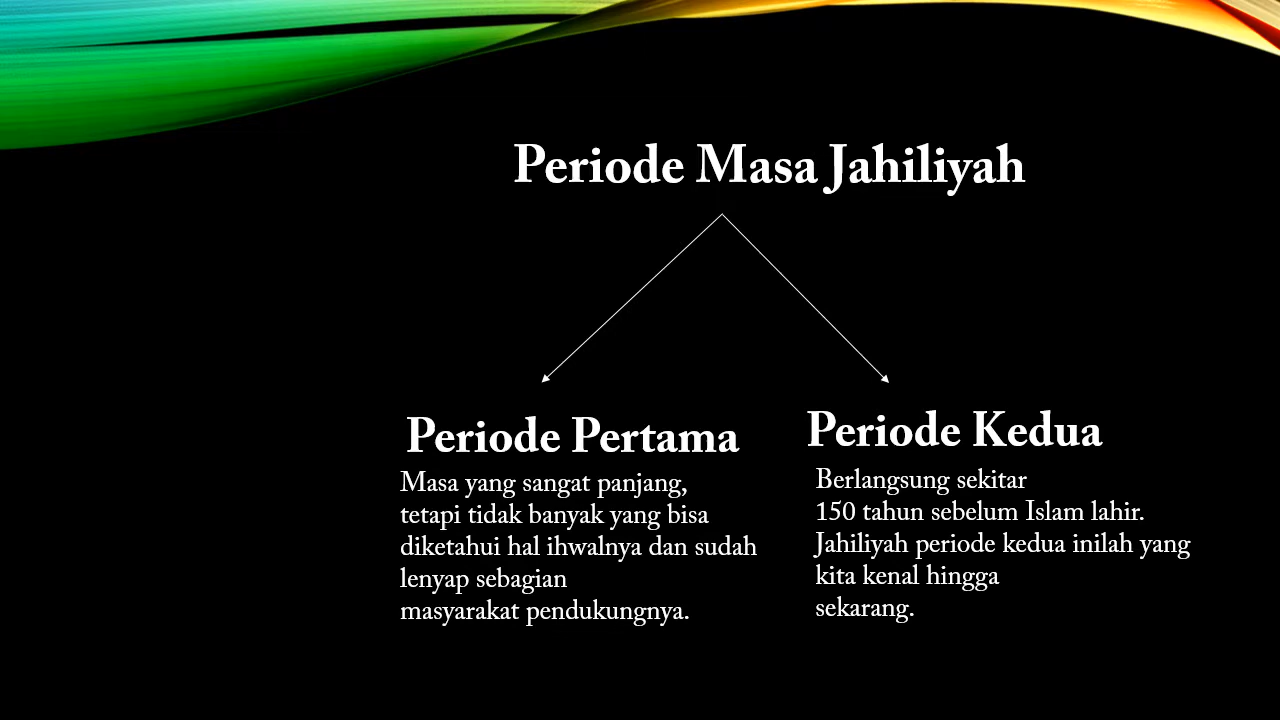 Periode Masa Jahiliyah
Periode Pertama
Masa yang sangat panjang,
tetapi tidak banyak yang bisa
diketahui hal ihwalnya dan sudah
lenyap sebagian
masyarakat pendukungnya.
Periode Kedua
Berlangsung sekitar
150 tahun sebelum Islam lahir.
Jahiliyah periode kedua inilah yang
kita kenal hingga
sekarang.